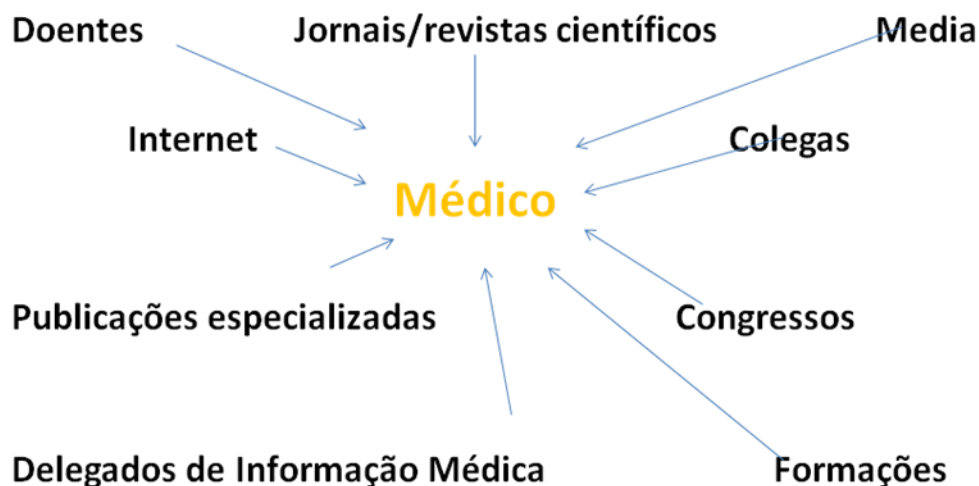 Doentes
Jornais/revistas científicos
Media
Internet
Colegas
Médico
Publicações especializadas
Congressos
Delegados de Informação Médica
Formações